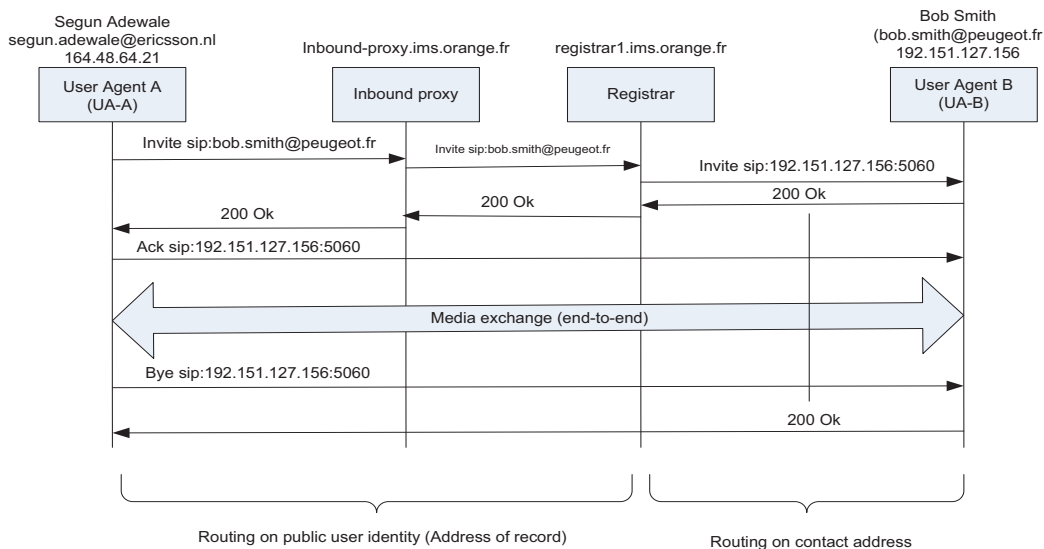 Segun Adewale
segun.adewale@ericsson.nl
164.48.64.21
Inbound-proxy.ims.orange.fr
registrar1.ims.orange.fr
Bob Smith
(bob.smith@peugeot.fr
192.151.127.156
User Agent A
(UA-A)
Inbound proxy
Registrar
User Agent B
(UA-B)
Invite sip:bob.smith@peugeot.fr
Invite sip:bob.smith@peugeot.fr
Invite sip:192.151.127.156:5060
200 Ok
200 Ok
200 Ok
Ack sip:192.151.127.156:5060
Media exchange (end-to-end)
Bye sip:192.151.127.156:5060
200 Ok
Routing on public user identity (Address of record)
Routing on contact address